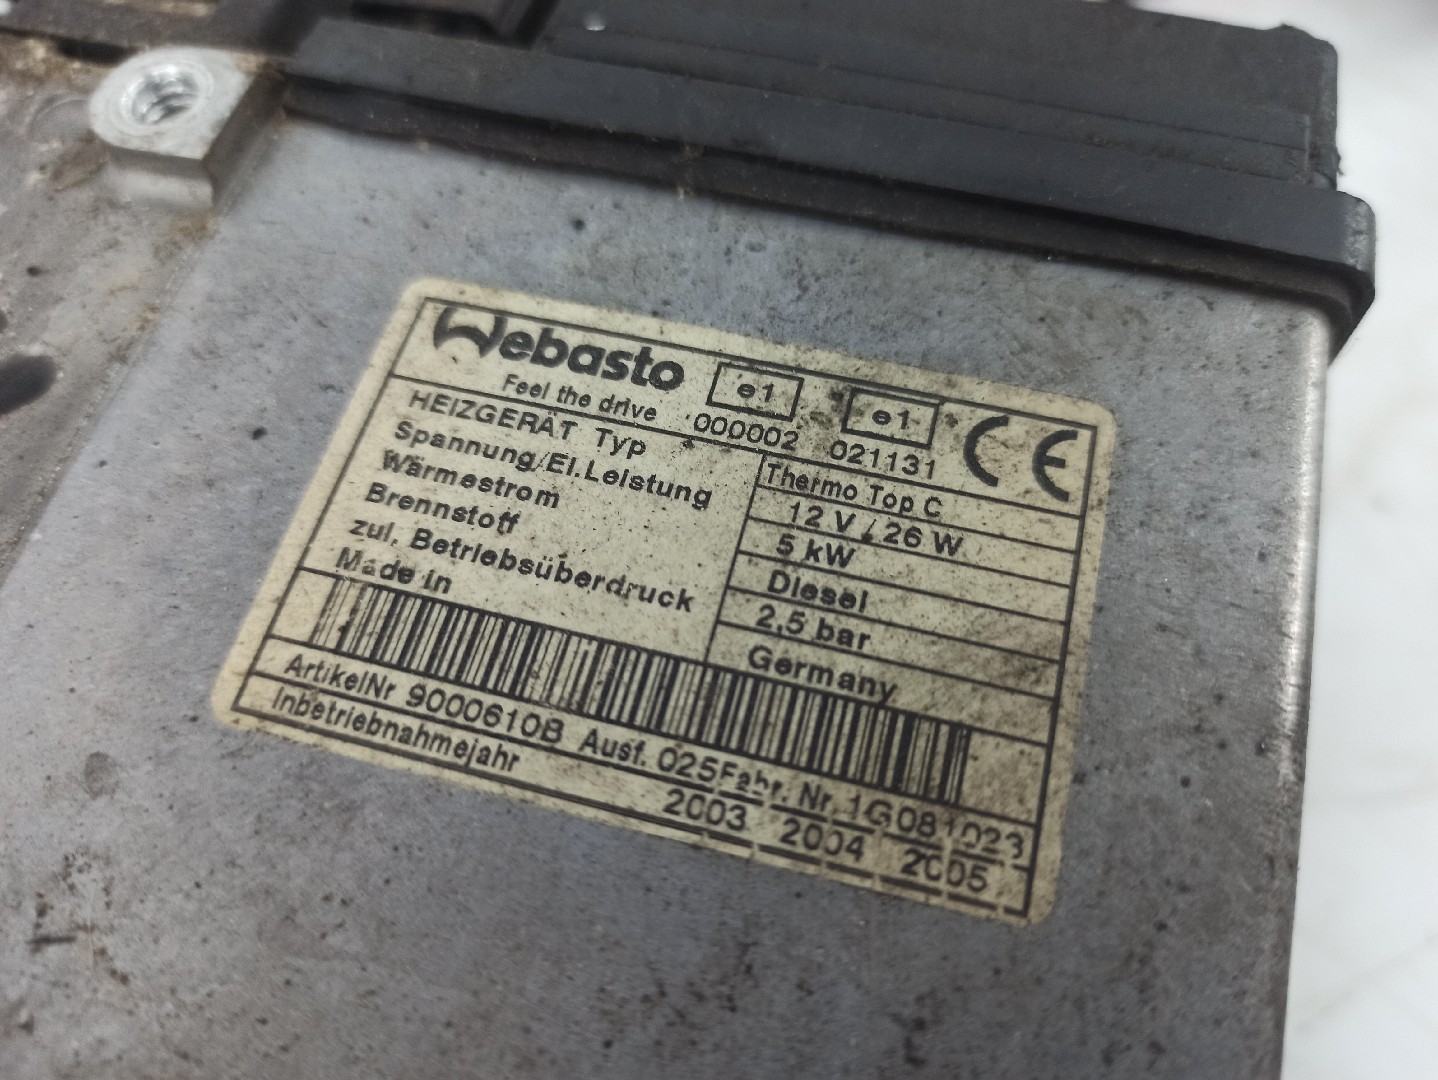 Webasto
Feel the drive
e1 e1 CE
000002 021131
HEIZGERÄT Typ Thermo Top C
Spannung/El.Leistung 12 V / 26 W
Wärmestrom 5 kW
Brennstoff Diesel
zul. Betriebsüberdruck 2,5 bar
Made in Germany
ArtikelNr 9000610B Ausf. 025 Fabr. Nr. 1G081023
Inbetriebnahmejahr 2003 2004 2005